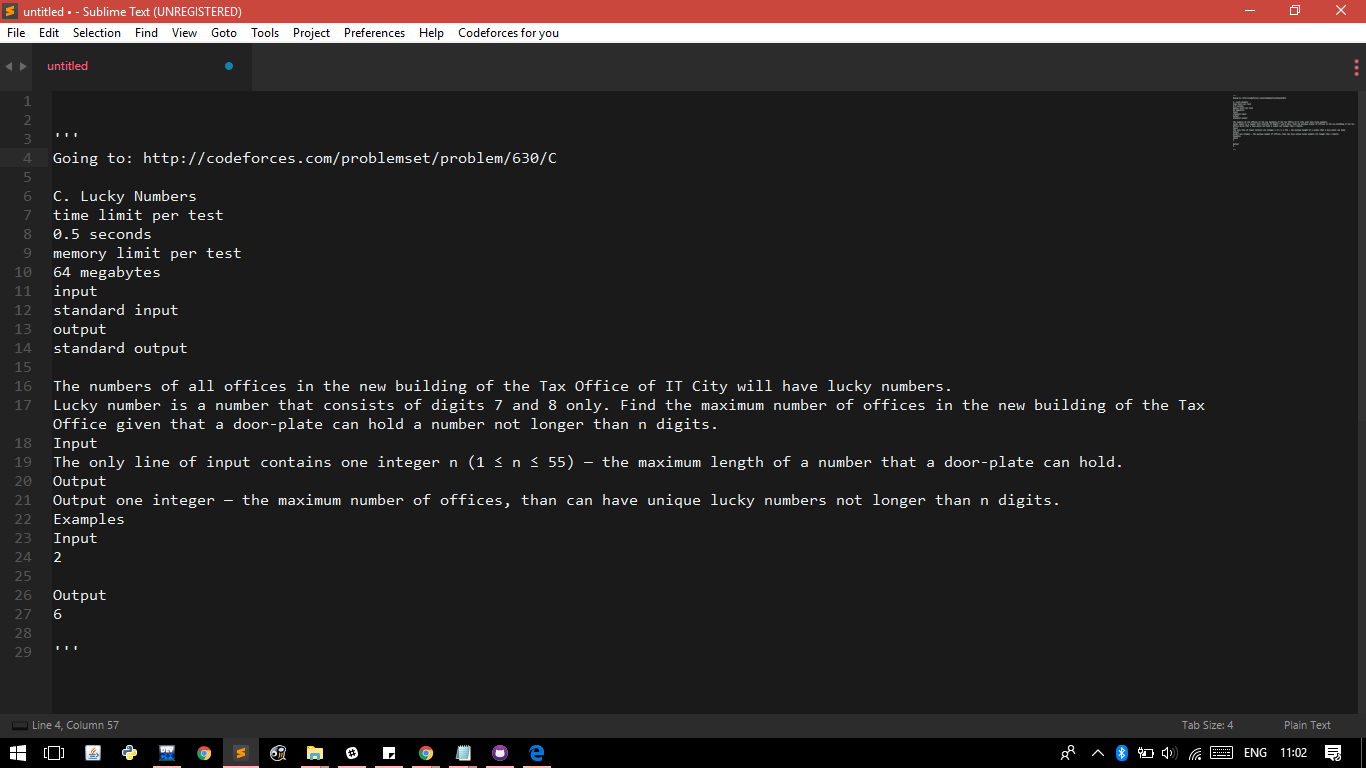 untitled • - Sublime Text (UNREGISTERED)
File Edit Selection Find View Goto Tools Project Preferences Help Codeforces for you
untitled
1
2
3 '''
4 Going to: http://codeforces.com/problemset/problem/630/C
5
6 C. Lucky Numbers
7 time limit per test
8 0.5 seconds
9 memory limit per test
10 64 megabytes
11 input
12 standard input
13 output
14 standard output
15
16 The numbers of all offices in the new building of the Tax Office of IT City will have lucky numbers.
17 Lucky number is a number that consists of digits 7 and 8 only. Find the maximum number of offices in the new building of the Tax
Office given that a door-plate can hold a number not longer than n digits.
18 Input
19 The only line of input contains one integer n (1 ≤ n ≤ 55) — the maximum length of a number that a door-plate can hold.
20 Output
21 Output one integer — the maximum number of offices, than can have unique lucky numbers not longer than n digits.
22 Examples
23 Input
24 2
25
26 Output
27 6
28
29 '''
Line 4, Column 57 Tab Size: 4 Plain Text
ENG 11:02